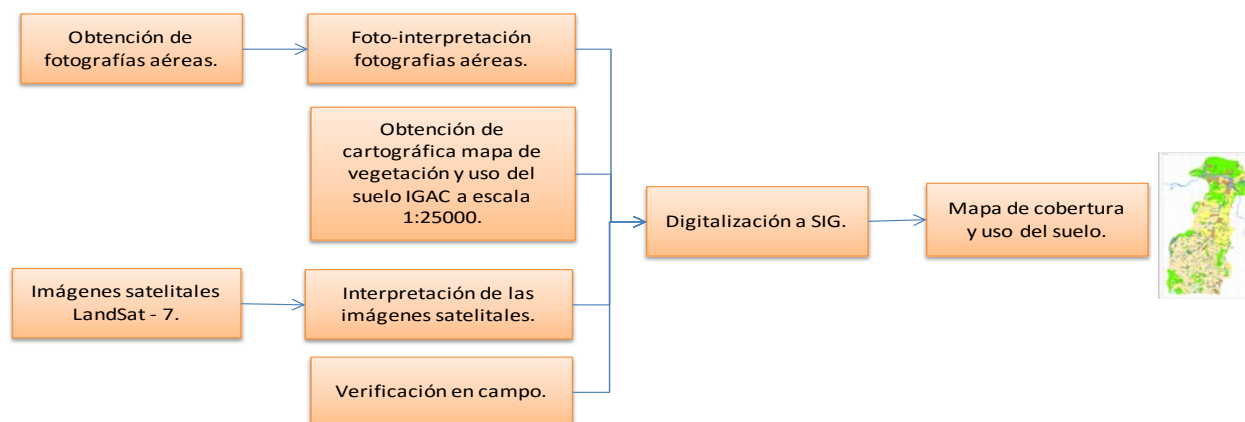 Obtención de
fotografías aéreas.
Foto-interpretación
fotografias aéreas.
Obtención de
cartográfica mapa de
vegetación y uso del
suelo IGAC a escala
1:25000.
Digitalización a SIG.
Mapa de cobertura
y uso del suelo.
Imágenes satelitales
LandSat - 7.
Interpretación de las
imágenes satelitales.
Verificación en campo.